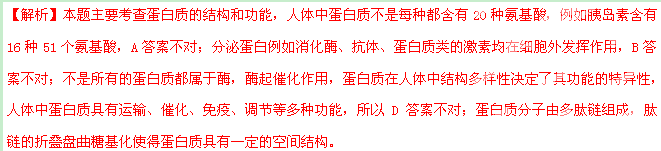 【解析】本题主要考查蛋白质的结构和功能，人体中蛋白质不是每种都含有 20 种氨基酸，例如胰岛素含有
16 种 51 个氨基酸，A 答案不对；分泌蛋白例如消化酶、抗体、蛋白质类的激素均在细胞外发挥作用，B 答
案不对；不是所有的蛋白质都属于酶，酶起催化作用，蛋白质在人体中结构多样性决定了其功能的特异性，
人体中蛋白质具有运输、催化、免疫、调节等多种功能，所以 D 答案不对；蛋白质分子由多肽链组成，肽
链的折叠盘曲糖基化使得蛋白质具有一定的空间结构。